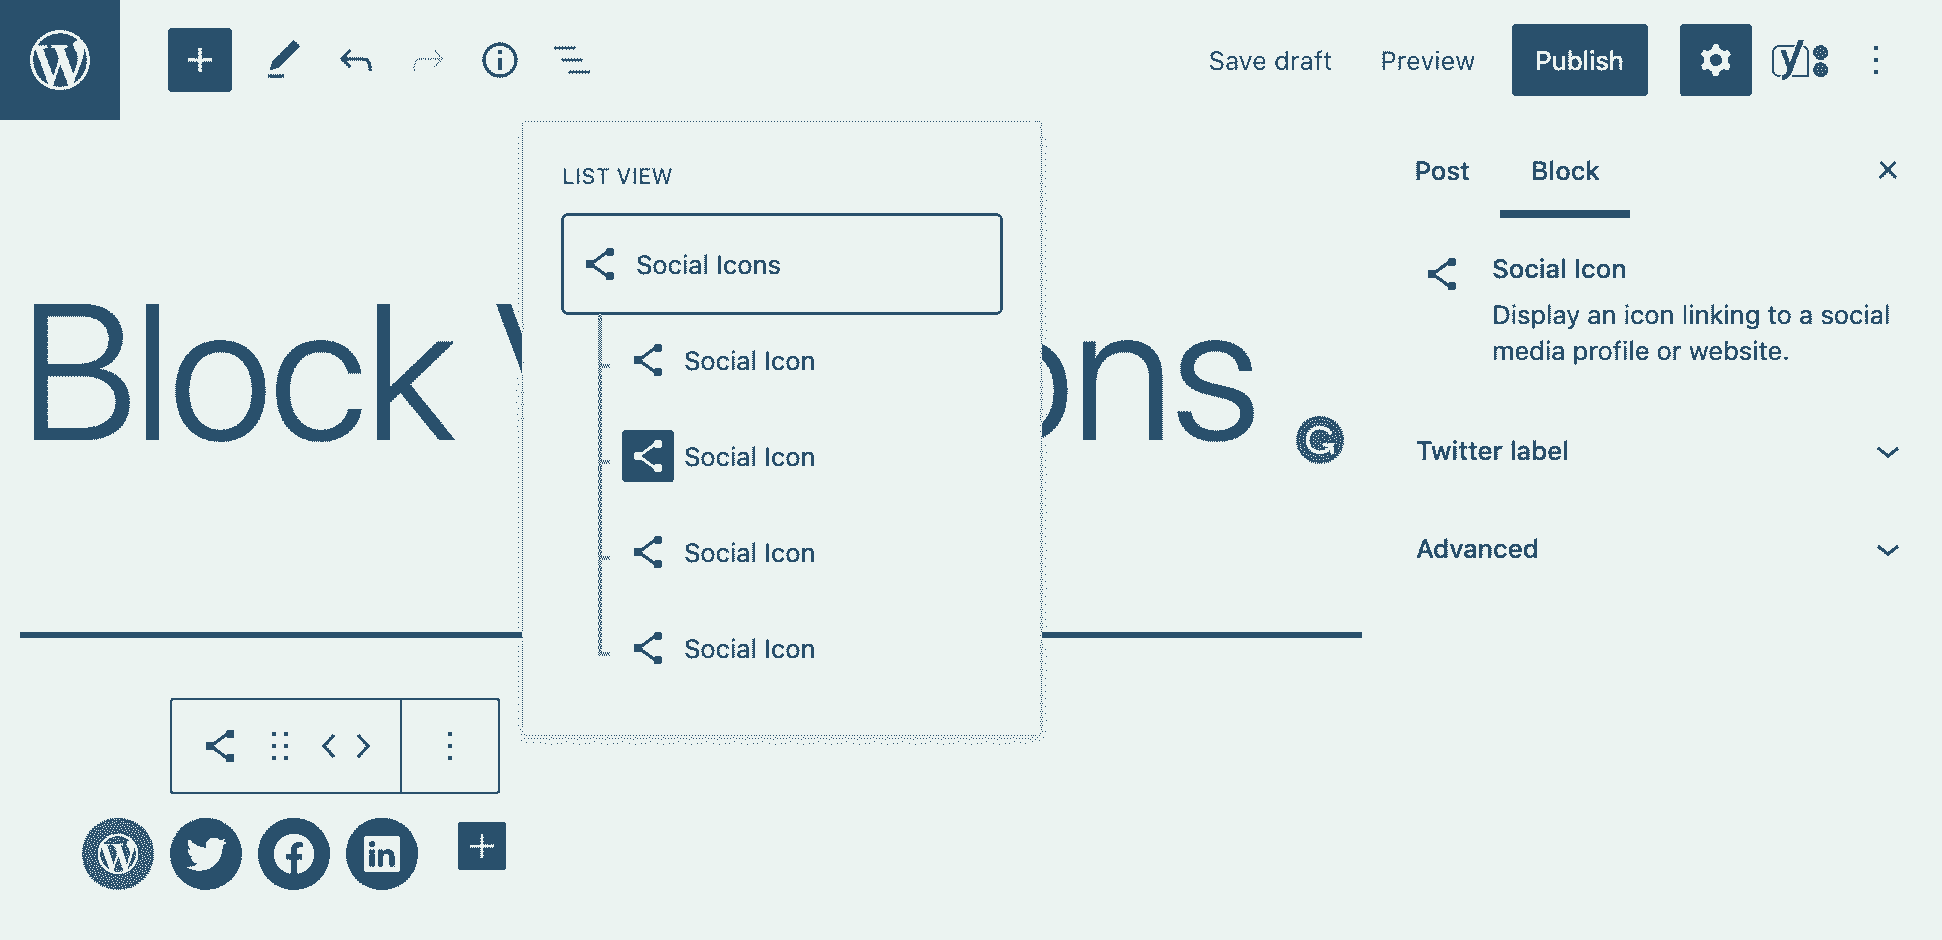 Save draft
Preview
Publish
Post
Block
LIST VIEW
Social Icons
Social Icon
Social Icon
Social Icon
Social Icon
Block
ons
Social Icon
Display an icon linking to a social
media profile or website.
Twitter label
Advanced